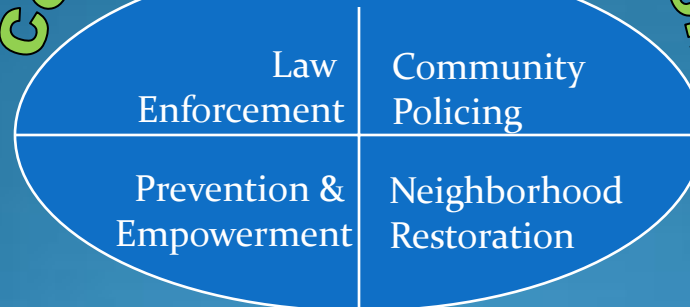 Law
Enforcement
Community
Policing
Prevention &
Empowerment
Neighborhood
Restoration